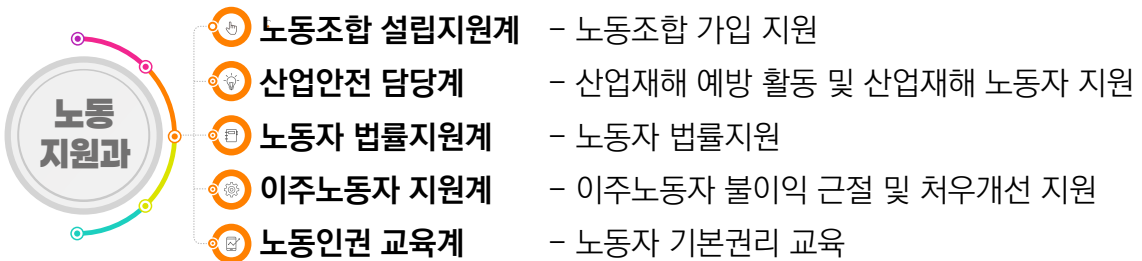 노동
지원과
노동조합 설립지원계 - 노동조합 가입 지원
산업안전 담당계 - 산업재해 예방 활동 및 산업재해 노동자 지원
노동자 법률지원계 - 노동자 법률지원
이주노동자 지원계 - 이주노동자 불이익 근절 및 처우개선 지원
노동인권 교육계 - 노동자 기본권리 교육